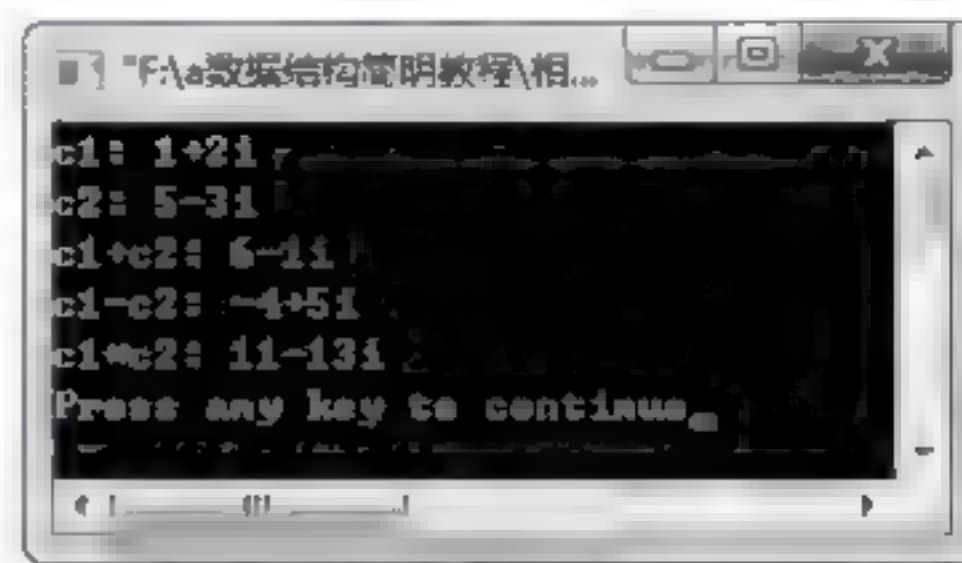 "F:\a数据结构简明教程\相...
c1: 1+2i
c2: 5-3i
c1+c2: 6-1i
c1-c2: -4+5i
c1*c2: 11-13i
Press any key to continue_